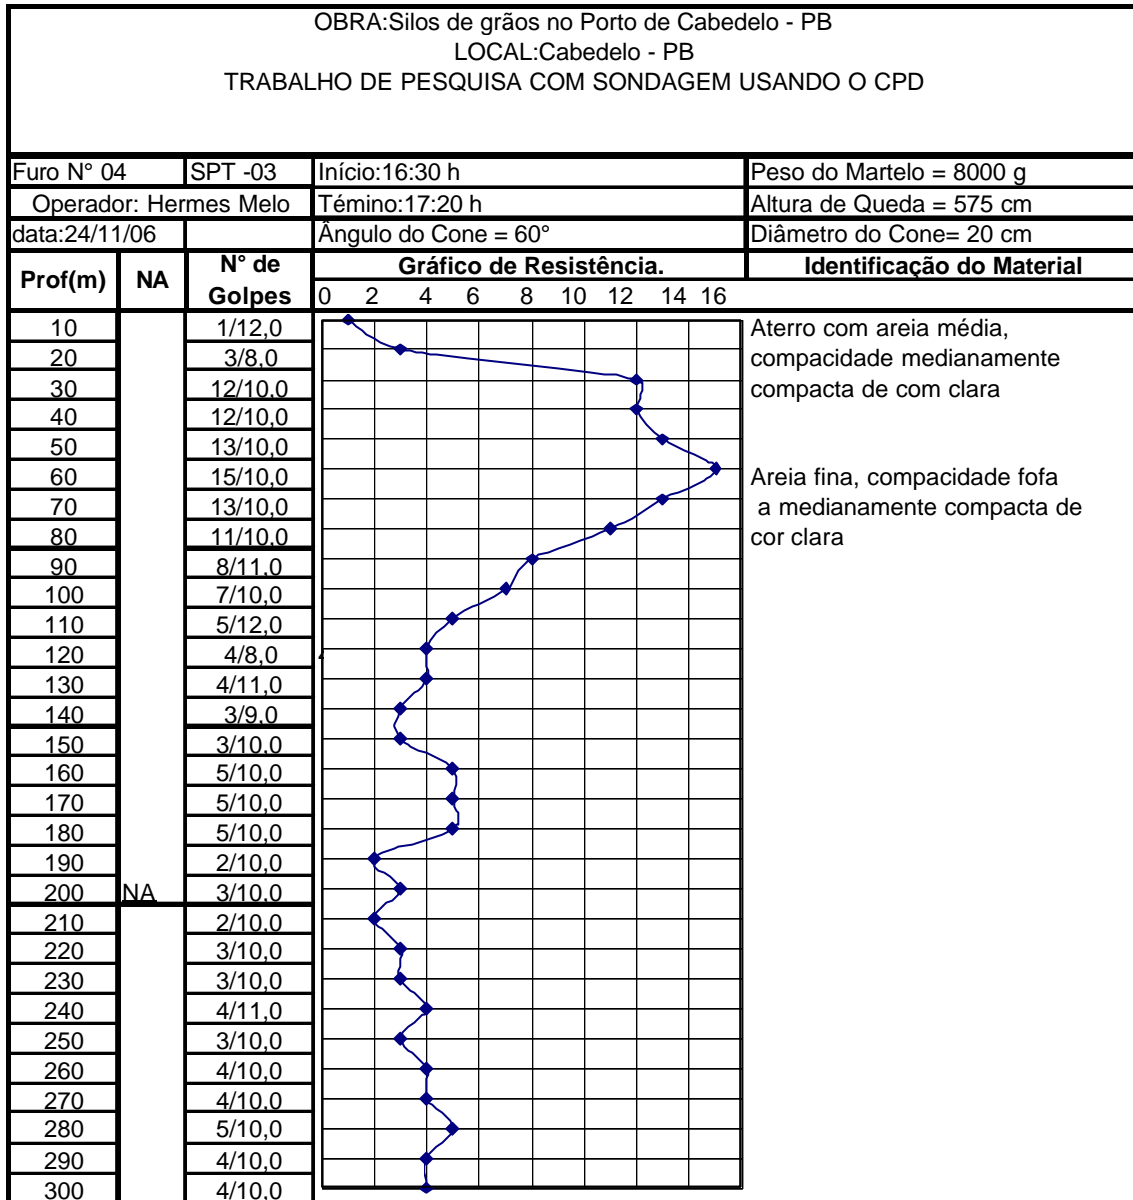 OBRA:Silos de grãos no Porto de Cabedelo - PB
LOCAL:Cabedelo - PB
TRABALHO DE PESQUISA COM SONDAGEM USANDO O CPD
Furo N° 04 SPT -03 Início:16:30 h Peso do Martelo = 8000 g
Operador: Hermes Melo Témino:17:20 h Altura de Queda = 575 cm
data:24/11/06 Ângulo do Cone = 60° Diâmetro do Cone= 20 cm
Prof(m) NA N° de Golpes Gráfico de Resistência. Identificação do Material
0 2 4 6 8 10 12 14 16
10 1/12,0 Aterro com areia média,
20 3/8,0 compacidade medianamente
30 12/10,0 compacta de com clara
40 12/10,0
50 13/10,0
60 15/10,0 Areia fina, compacidade fofa
70 13/10,0 a medianamente compacta de
80 11/10,0 cor clara
90 8/11,0
100 7/10,0
110 5/12,0
120 4/8,0
130 4/11,0
140 3/9,0
150 3/10,0
160 5/10,0
170 5/10,0
180 5/10,0
190 2/10,0
200 NA 3/10,0
210 2/10,0
220 3/10,0
230 3/10,0
240 4/11,0
250 3/10,0
260 4/10,0
270 4/10,0
280 5/10,0
290 4/10,0
300 4/10,0